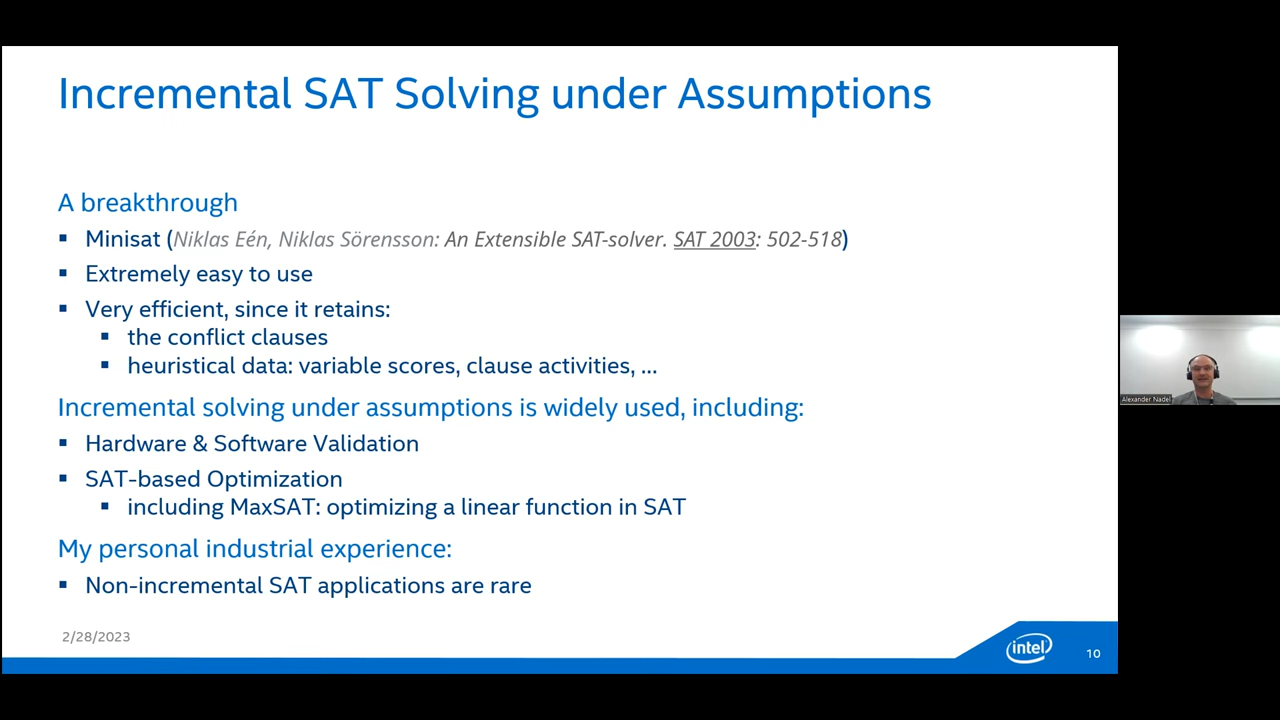 Incremental SAT Solving under Assumptions
A breakthrough
▪ Minisat (Niklas Eén, Niklas Sörensson: An Extensible SAT-solver. SAT 2003: 502-518)
▪ Extremely easy to use
▪ Very efficient, since it retains:
▪ the conflict clauses
▪ heuristical data: variable scores, clause activities, ...
Incremental solving under assumptions is widely used, including:
▪ Hardware & Software Validation
▪ SAT-based Optimization
▪ including MaxSAT: optimizing a linear function in SAT
My personal industrial experience:
▪ Non-incremental SAT applications are rare
2/28/2023
intel
10
Alexander Nadel